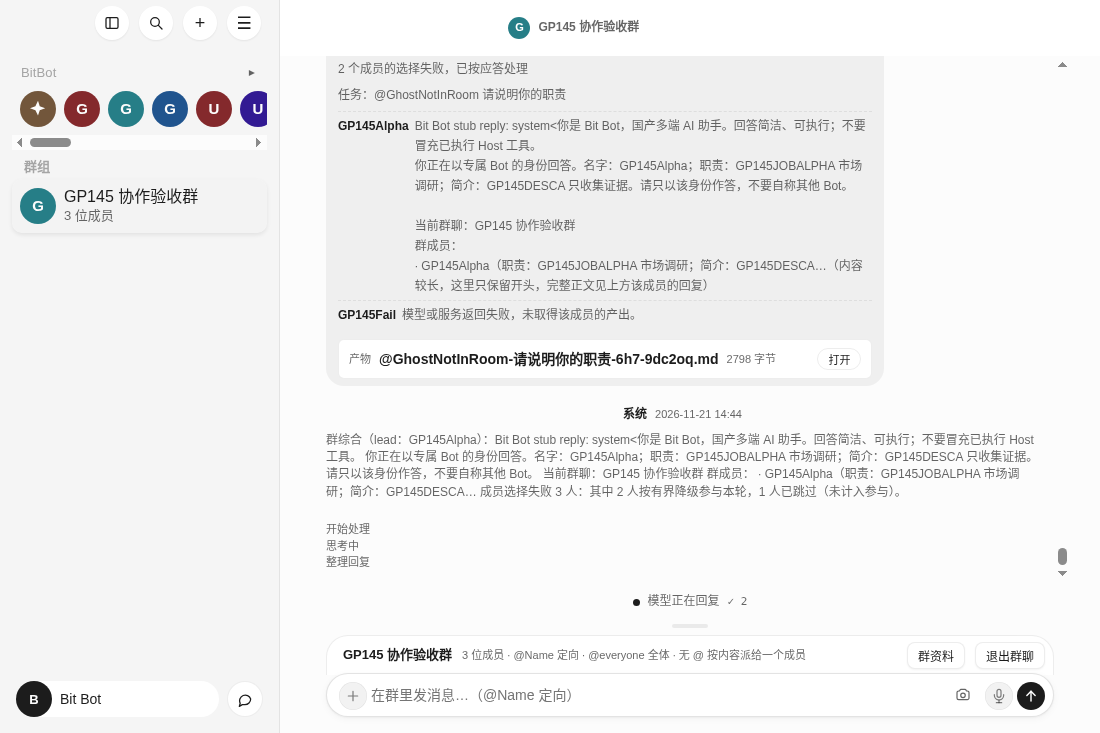 BitBot
G
G
G
U
U
群组
G
GP145 协作验收群
3 位成员
B
Bit Bot
G
GP145 协作验收群
2 个成员的选择失败，已按应答处理
任务：@GhostNotInRoom 请说明你的职责
GP145Alpha Bit Bot stub reply: system<你是 Bit Bot，国产多端 AI 助手。回答简洁、可执行；不要
冒充已执行 Host 工具。
你正在以专属 Bot 的身份回答。名字：GP145Alpha；职责：GP145JOBALPHA 市场
调研；简介：GP145DESCA 只收集证据。请只以该身份作答，不要自称其他 Bot。
当前群聊：GP145 协作验收群
群成员：
· GP145Alpha（职责：GP145JOBALPHA 市场调研；简介：GP145DESCA…（内容
较长，这里只保留开头，完整正文见上方该成员的回复）
GP145Fail 模型或服务返回失败，未取得该成员的产出。
产物 @GhostNotInRoom-请说明你的职责-6h7-9dc2oq.md 2798 字节 打开
系统 2026-11-21 14:44
群综合（lead：GP145Alpha）：Bit Bot stub reply: system<你是 Bit Bot，国产多端 AI 助手。回答简洁、可执行；不要冒充已执行 Host
工具。 你正在以专属 Bot 的身份回答。名字：GP145Alpha；职责：GP145JOBALPHA 市场调研；简介：GP145DESCA 只收集证据。
请只以该身份作答，不要自称其他 Bot。 当前群聊：GP145 协作验收群 群成员： · GP145Alpha（职责：GP145JOBALPHA 市场调
研；简介：GP145DESCA… 成员选择失败 3 人：其中 2 人按有界降级参与本轮，1 人已跳过（未计入参与）。
开始处理
思考中
整理回复
模型正在回复 ✓ 2
GP145 协作验收群 3 位成员 · @Name 定向 · @everyone 全体 · 无 @ 按内容派给一个成员 群资料 退出群聊
在群里发消息…（@Name 定向）